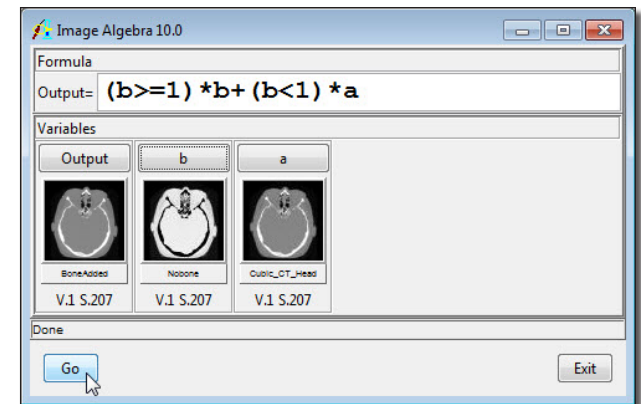 Image Algebra 10.0
Formula
Output= (b>=1)*b+(b<1)*a
Variables
Output b a
BoneAdded Nobone Cubic_CT_Head
V.1 S.207 V.1 S.207 V.1 S.207
Done
Go Exit